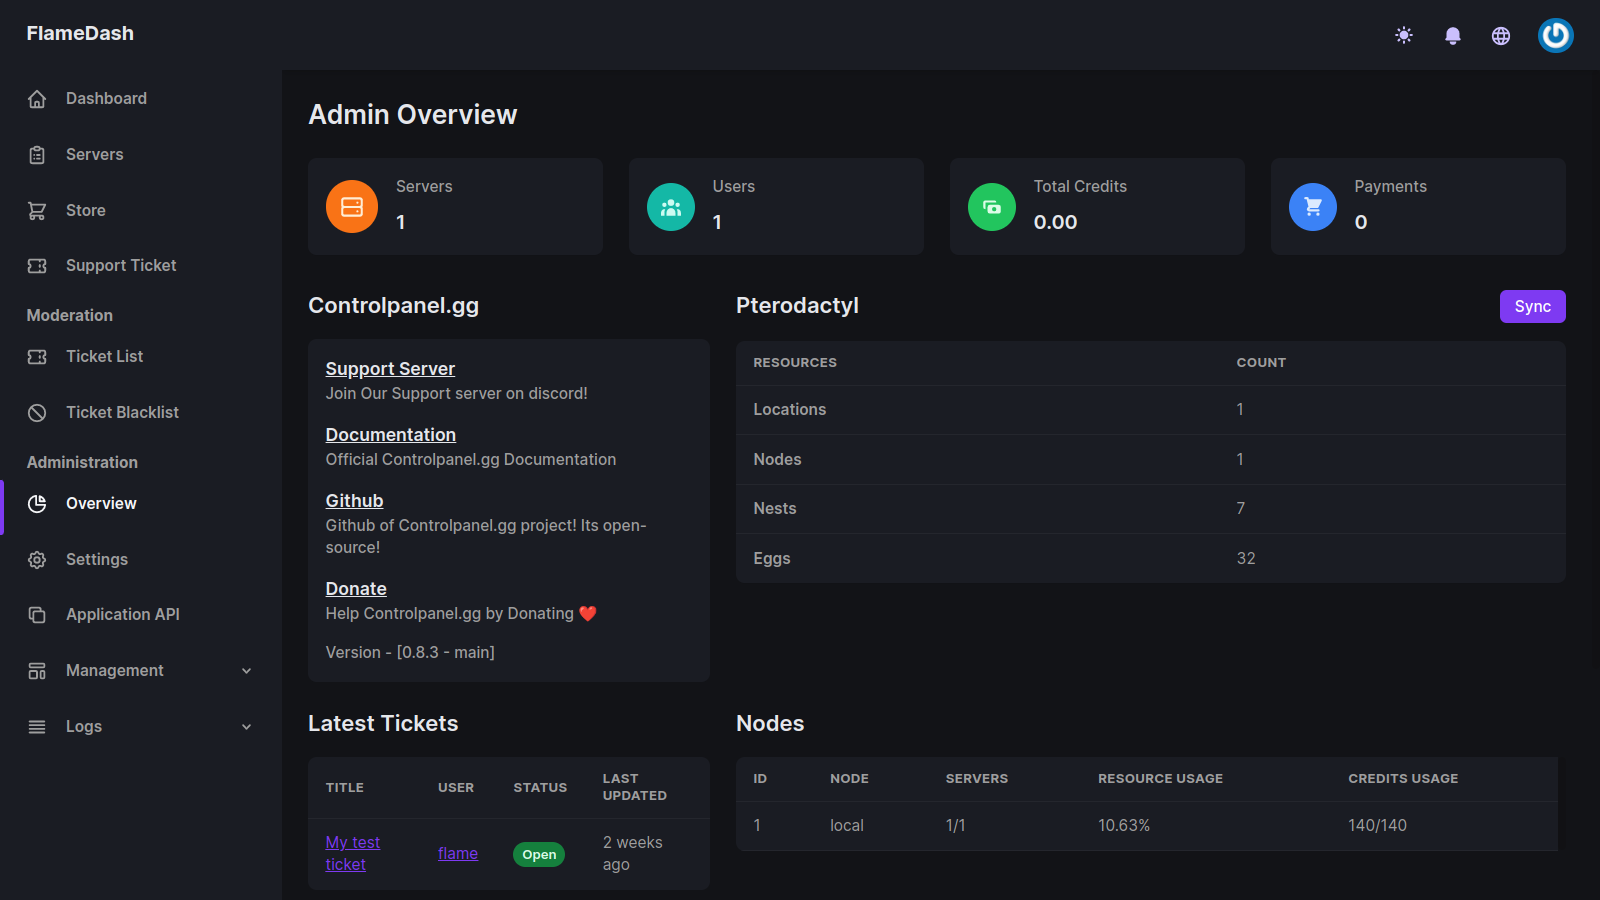 FlameDash
Dashboard
Servers
Store
Support Ticket
Moderation
Ticket List
Ticket Blacklist
Administration
Overview
Settings
Application API
Management
Logs
Admin Overview
Servers
1
Users
1
Total Credits
0.00
Payments
0
Controlpanel.gg
Support Server
Join Our Support server on discord!
Documentation
Official Controlpanel.gg Documentation
Github
Github of Controlpanel.gg project! Its open-
source!
Donate
Help Controlpanel.gg by Donating ❤️
Version - [0.8.3 - main]
Pterodactyl
Sync
RESOURCES COUNT
Locations 1
Nodes 1
Nests 7
Eggs 32
Latest Tickets
TITLE USER STATUS LAST
UPDATED
My test
ticket
flame
Open
2 weeks
ago
Nodes
ID NODE SERVERS RESOURCE USAGE CREDITS USAGE
1 local 1/1 10.63% 140/140